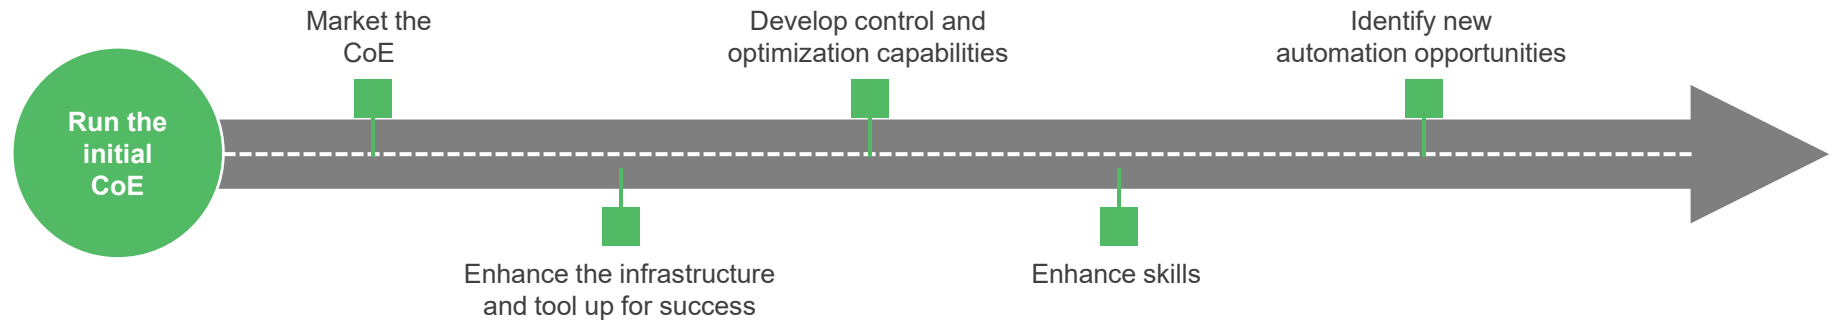 Run the
initial
CoE
Market the
CoE
Enhance the infrastructure
and tool up for success
Develop control and
optimization capabilities
Enhance skills
Identify new
automation opportunities